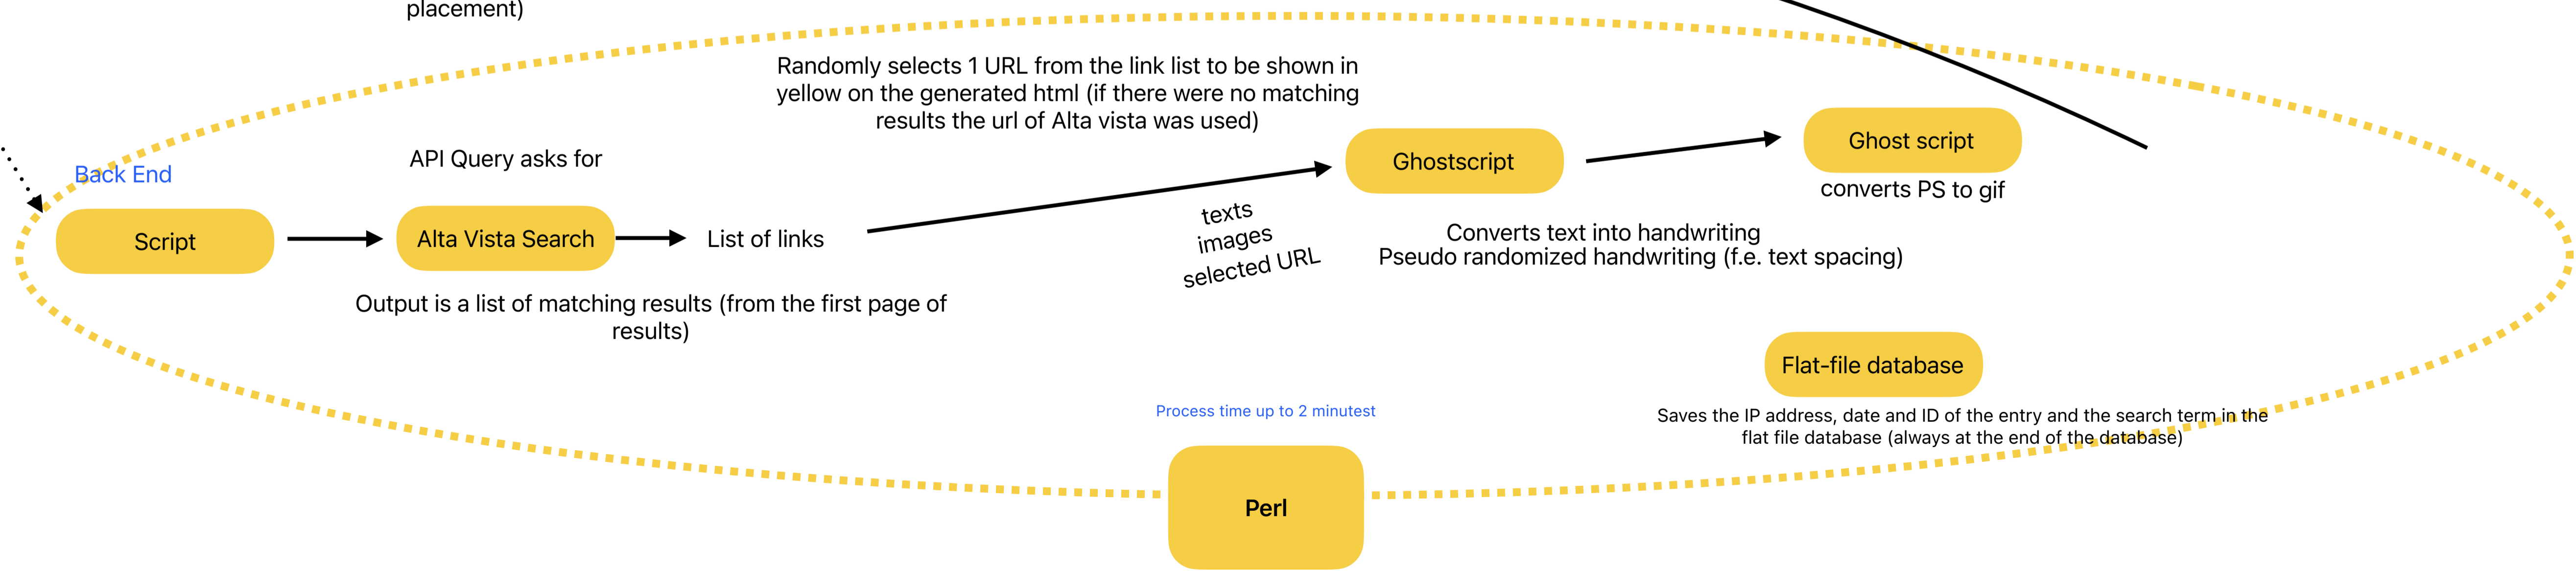 placement)
Randomly selects 1 URL from the link list to be shown in
yellow on the generated html (if there were no matching
results the url of Alta vista was used)
Back End
API Query asks for
Script
Alta Vista Search
List of links
texts
images
selected URL
Ghostscript
Ghost script
converts PS to gif
Converts text into handwriting
Pseudo randomized handwriting (f.e. text spacing)
Output is a list of matching results (from the first page of
results)
Flat-file database
Saves the IP address, date and ID of the entry and the search term in the
flat file database (always at the end of the database)
Process time up to 2 minutest
Perl